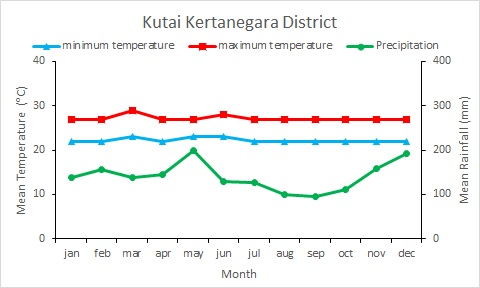 Kutai Kertanegara District
minimum temperature maximum temperature Precipitation
40 400
30 300
20 200
10 100
0 0
Mean Temperature (°C)
Mean Rainfall (mm)
jan feb mar apr mai jun jul aug sep oct nov dec
Month